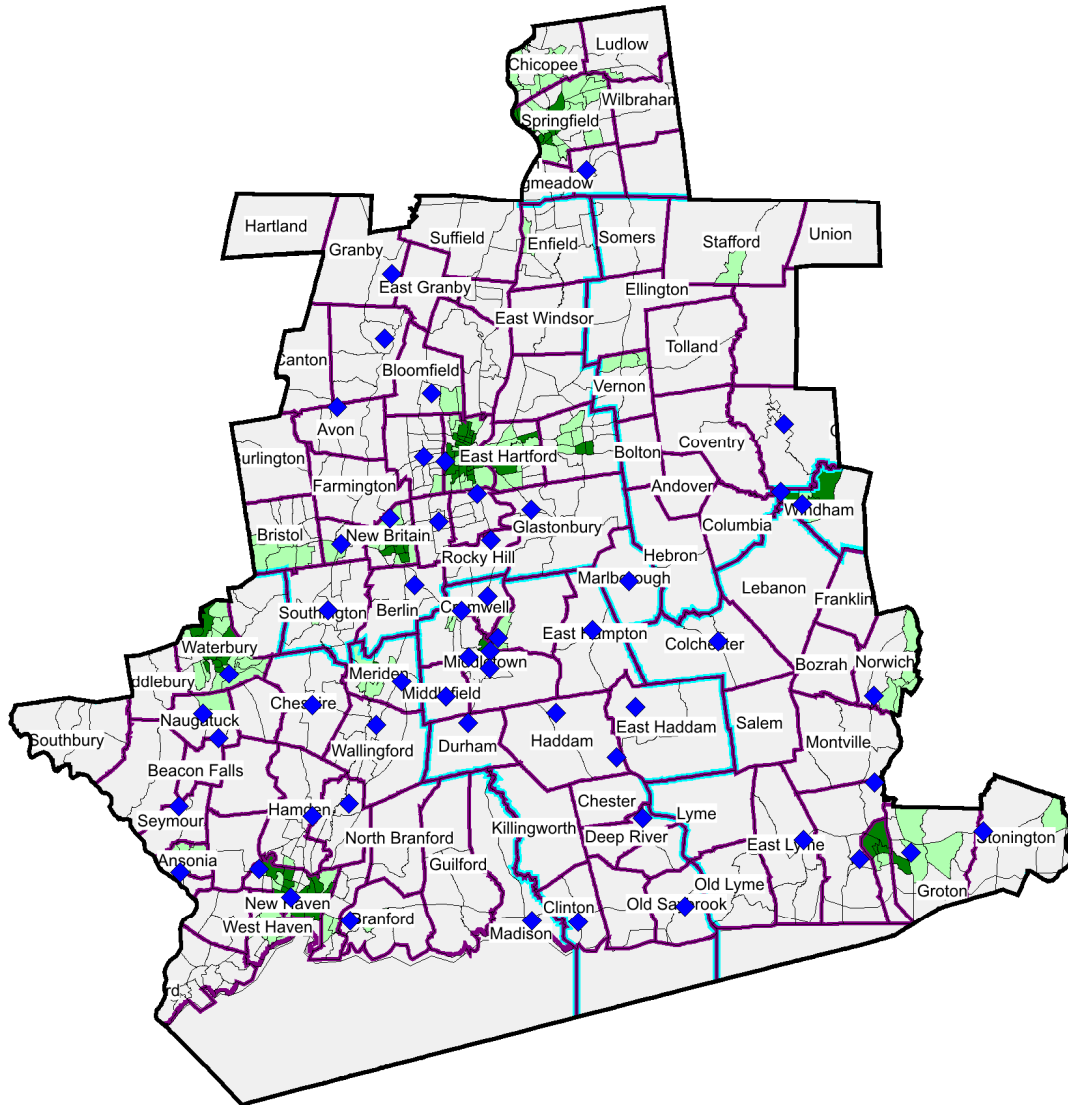 Ludlow
Chicopee
Wilbraham
Springfield
gmeadow
Hartland
Granby
Suffield
Enfield
Somers
Stafford
Union
East Granby
Ellington
East Windsor
Tolland
Canton
Bloomfield
Vernon
Avon
Coventry
urlington
East Hartford
Bolton
Farmington
Andover
Windham
Columbia
Glastonbury
Bristol
New Britain
Rocky Hill
Hebron
Marlborough
Lebanon
Franklin
Southington
Berlin
Cromwell
East Hampton
Colchester
Waterbury
Middletown
Bozrah
Norwich
ddlebury
Meriden
Middlefield
Cheshire
Naugatuck
East Haddam
Salem
Southbury
Wallingford
Durham
Haddam
Montville
Beacon Falls
Seymour
Hamden
Chester
Lyme
North Branford
Killingworth
Deep River
East Lyme
Stonington
Ansonia
Guilford
Old Lyme
Groton
New Haven
Clinton
Old Saybrook
West Haven
Branford
Madison
rd